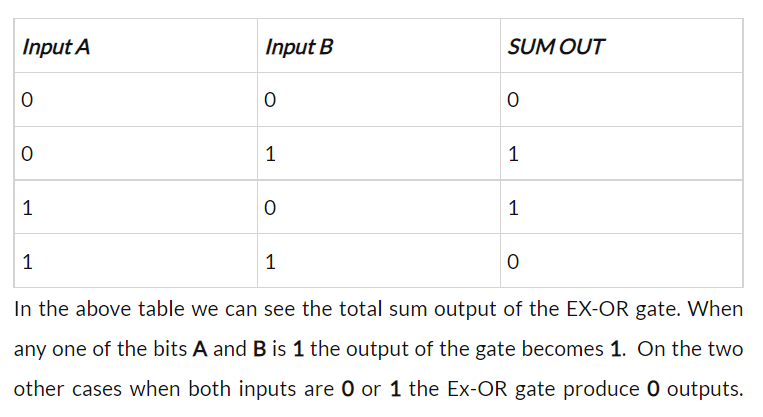 Input A Input B SUM OUT
0 0 0
0 1 1
1 0 1
1 1 0
In the above table we can see the total sum output of the EX-OR gate. When
any one of the bits A and B is 1 the output of the gate becomes 1. On the two
other cases when both inputs are 0 or 1 the Ex-OR gate produce 0 outputs.